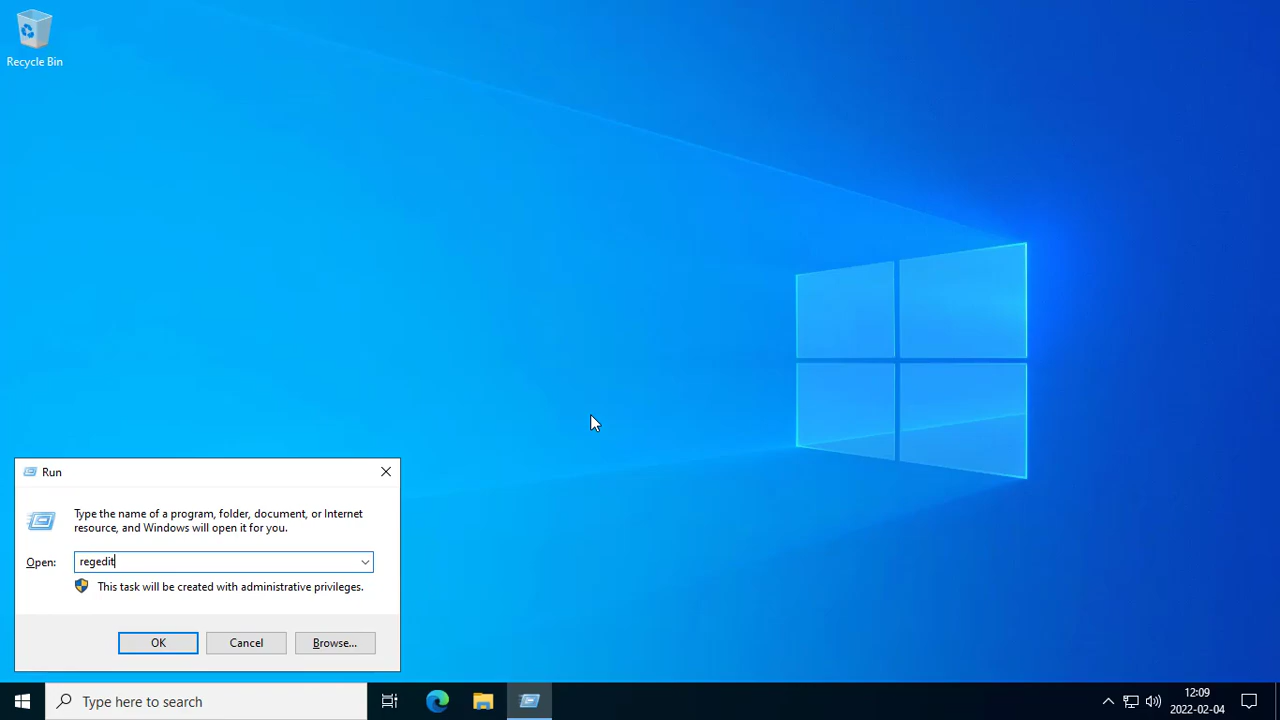 Recycle Bin
Run
Type the name of a program, folder, document, or Internet
resource, and Windows will open it for you.
Open: regedit
This task will be created with administrative privileges.
OK Cancel Browse...
Type here to search
12:09
2022-02-04